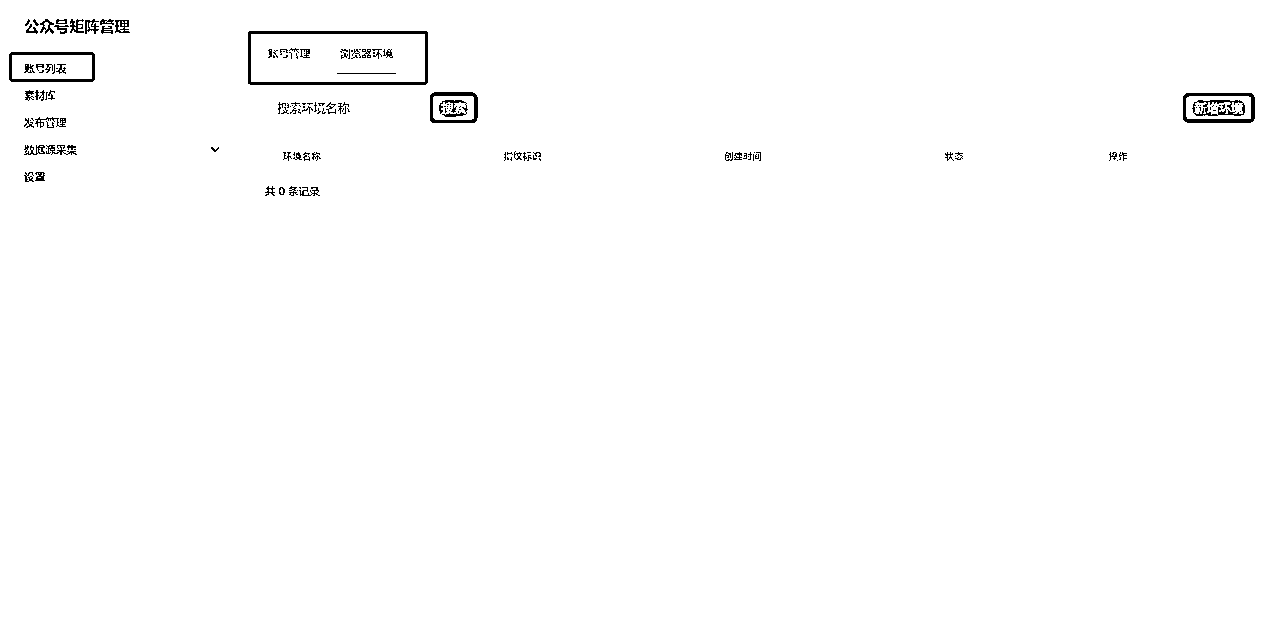 公众号矩阵管理
账号列表
素材库
发布管理
数据源采集
设置
账号管理 浏览器环境
搜索环境名称 搜索 新增环境
环境名称 指纹标识 创建时间 状态 操作
共 0 条记录